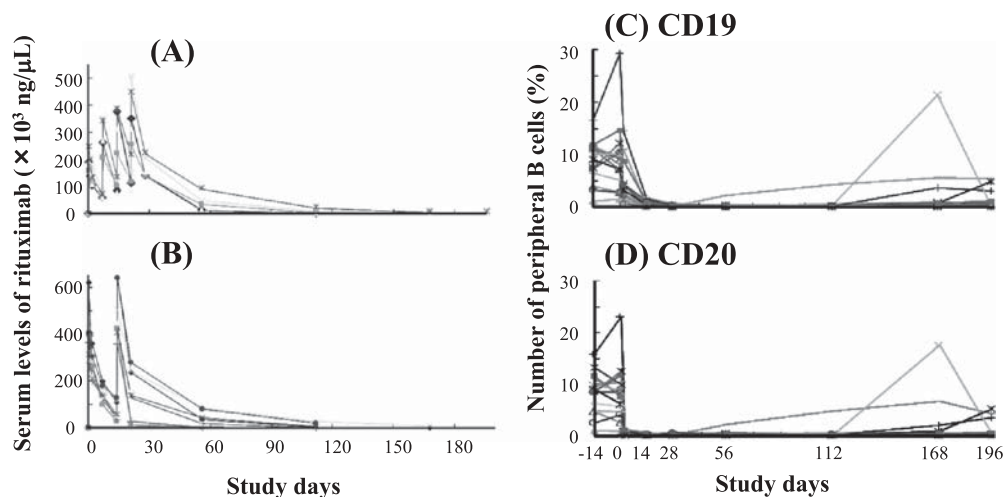 (A)
500
400
300
200
100
0
(B)
600
400
200
0
0 30 60 90 120 150 180
Serum levels of rituximab (×10³ ng/μL)
Study days
(C) CD19
30
20
10
0
(D) CD20
30
20
10
0
-14 0 14 28 56 112 168 196
Number of peripheral B cells (%)
Study days